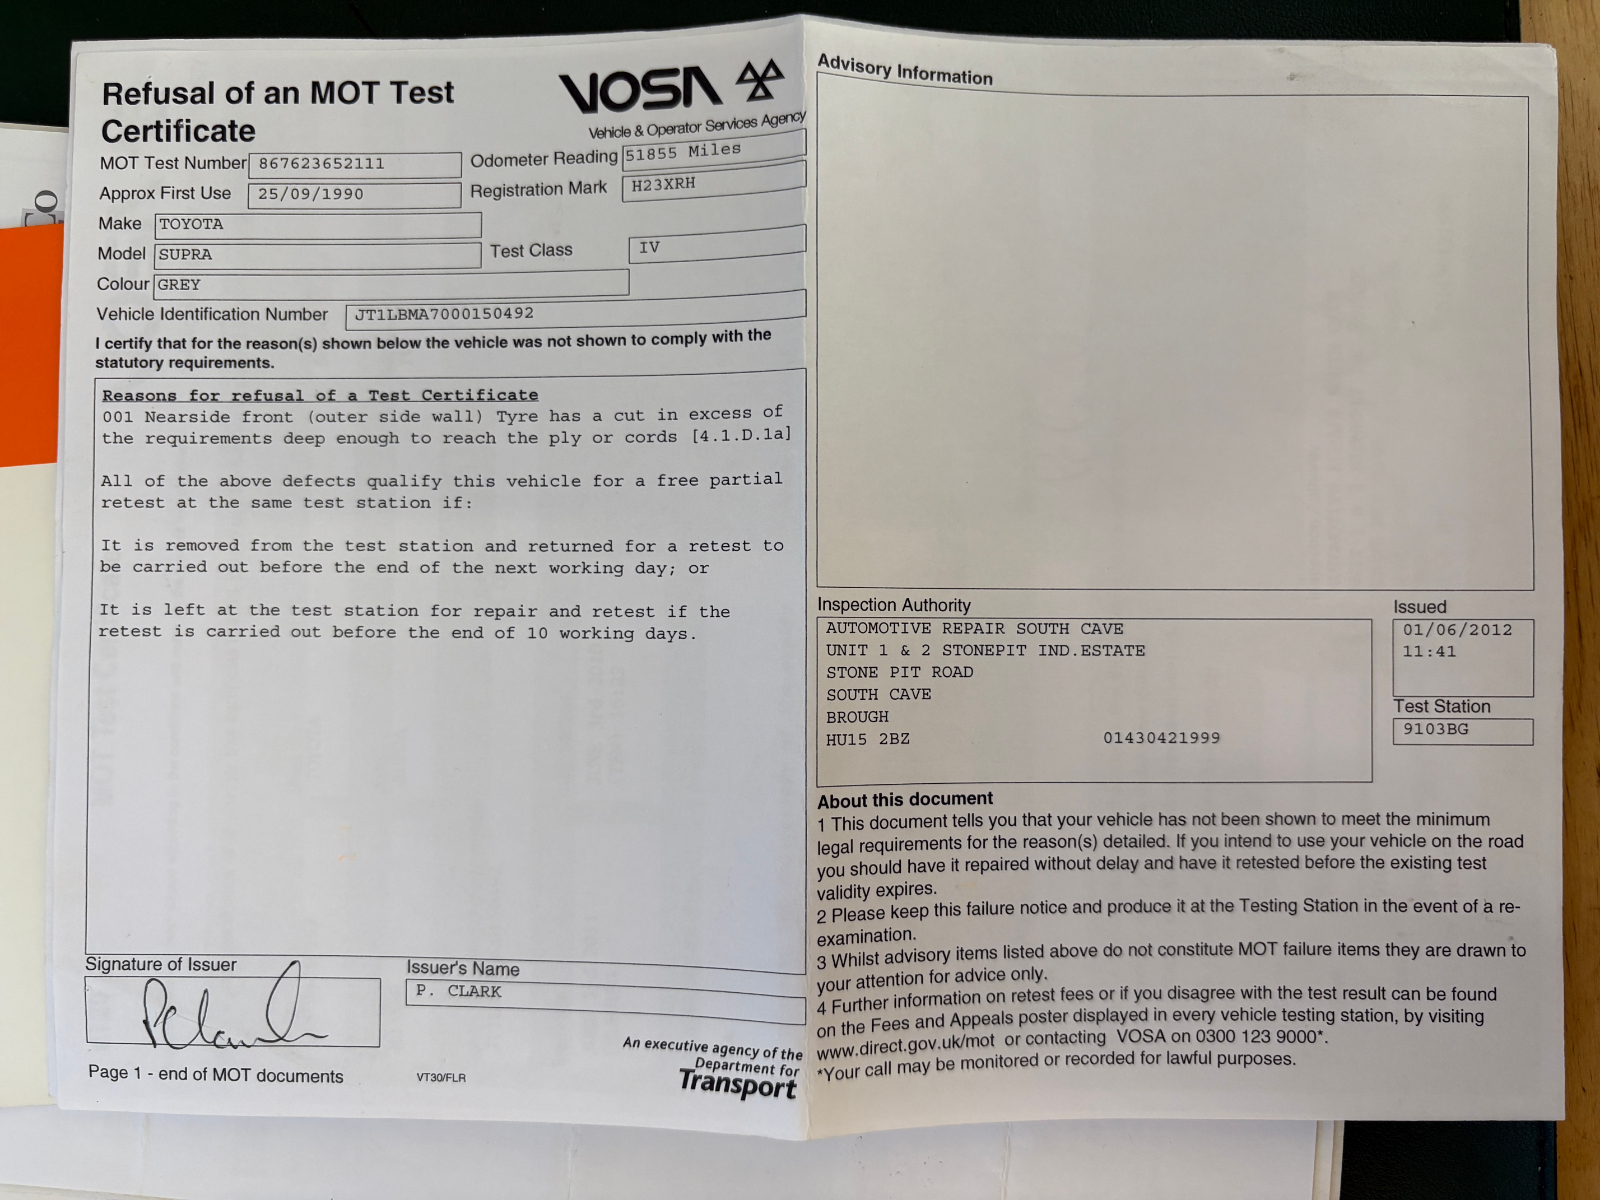 Refusal of an MOT Test
Certificate
VOSA
Vehicle & Operator Services Agency
MOT Test Number 867623652111
Odometer Reading 51855 Miles
Approx First Use 25/09/1990
Registration Mark H23XRH
Make TOYOTA
Model SUPRA
Test Class IV
Colour GREY
Vehicle Identification Number JT1LBMA7000150492
I certify that for the reason(s) shown below the vehicle was not shown to comply with the
statutory requirements.
Reasons for refusal of a Test Certificate
001 Nearside front (outer side wall) Tyre has a cut in excess of
the requirements deep enough to reach the ply or cords [4.1.D.1a]
All of the above defects qualify this vehicle for a free partial
retest at the same test station if:
It is removed from the test station and returned for a retest to
be carried out before the end of the next working day; or
It is left at the test station for repair and retest if the
retest is carried out before the end of 10 working days.
Signature of Issuer
PClark
Issuer's Name
P. CLARK
An executive agency of the
Department for
Transport
Page 1 - end of MOT documents
VT30/FLR
Advisory Information
Inspection Authority
AUTOMOTIVE REPAIR SOUTH CAVE
UNIT 1 & 2 STONEPIT IND.ESTATE
STONE PIT ROAD
SOUTH CAVE
BROUGH
HU15 2BZ 01430421999
Issued
01/06/2012
11:41
Test Station
9103BG
About this document
1 This document tells you that your vehicle has not been shown to meet the minimum
legal requirements for the reason(s) detailed. If you intend to use your vehicle on the road
you should have it repaired without delay and have it retested before the existing test
validity expires.
2 Please keep this failure notice and produce it at the Testing Station in the event of a re-
examination.
3 Whilst advisory items listed above do not constitute MOT failure items they are drawn to
your attention for advice only.
4 Further information on retest fees or if you disagree with the test result can be found
on the Fees and Appeals poster displayed in every vehicle testing station, by visiting
www.direct.gov.uk/mot or contacting VOSA on 0300 123 9000*.
*Your call may be monitored or recorded for lawful purposes.